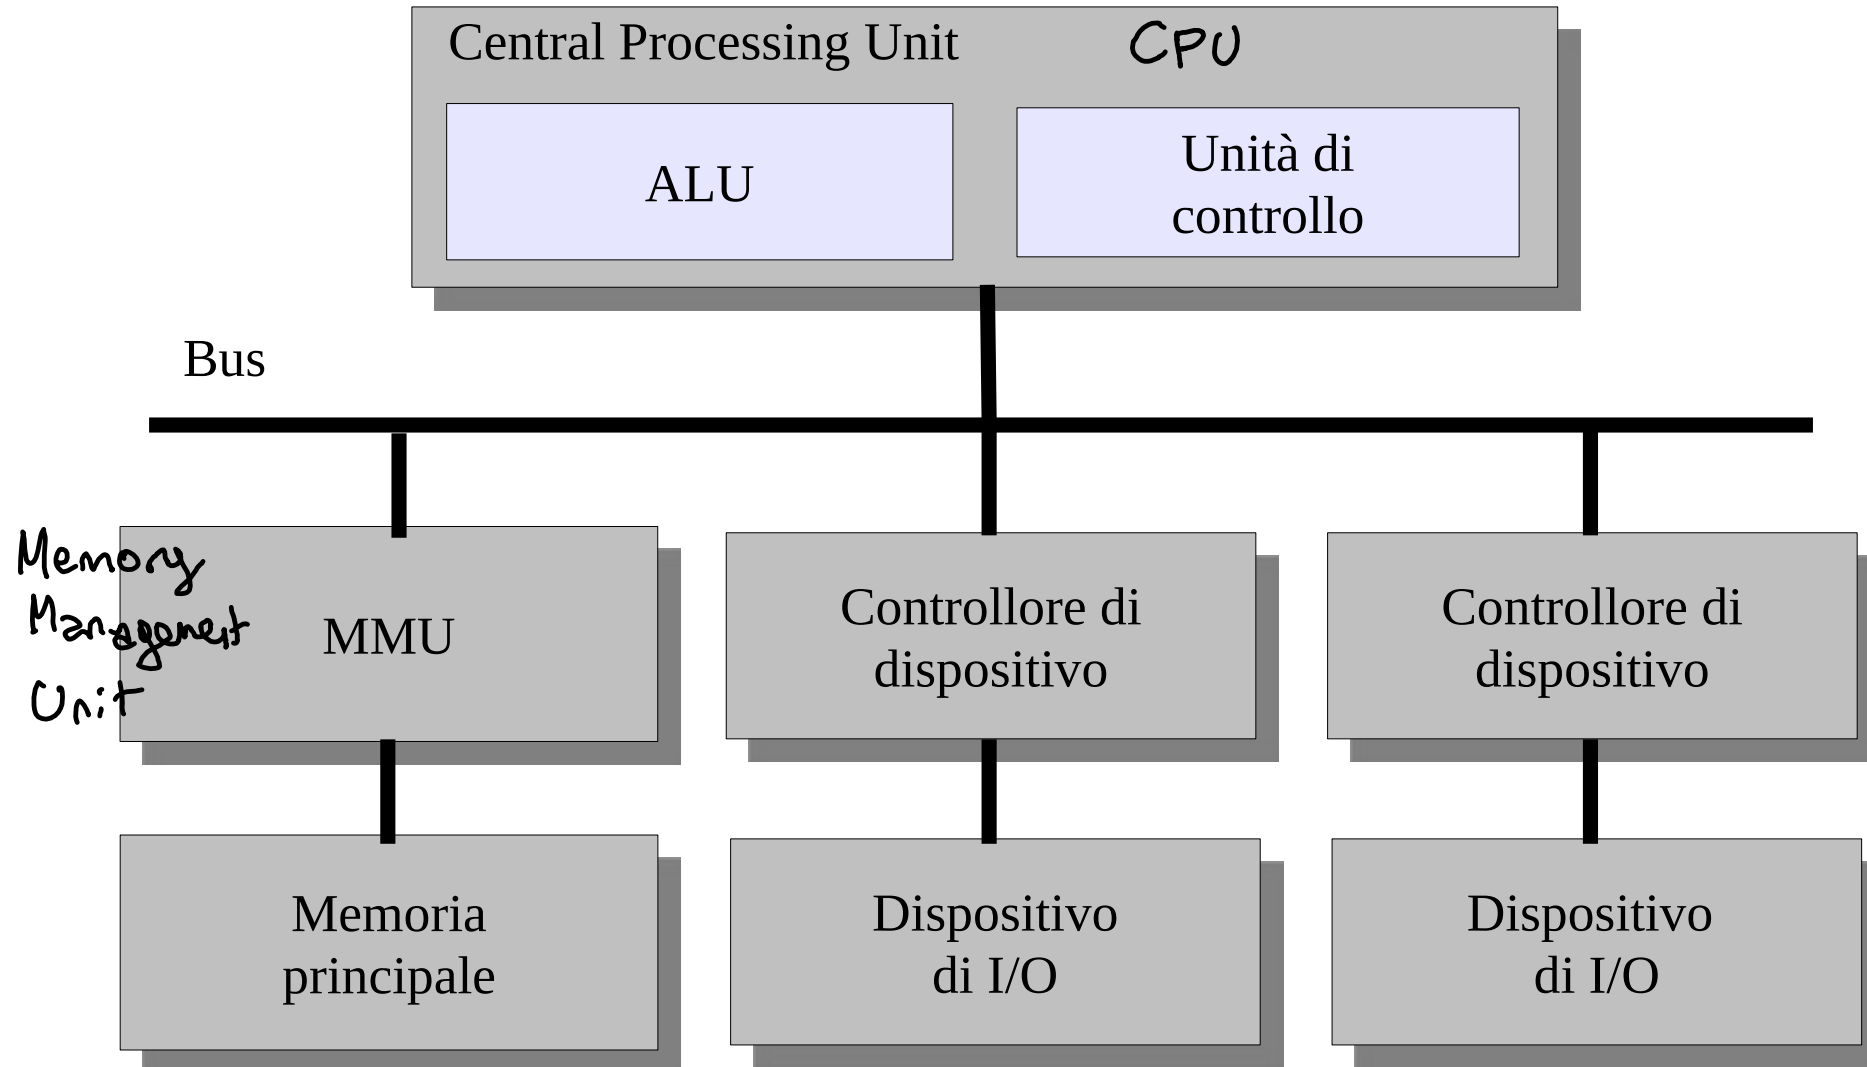 Central Processing Unit CPU
ALU
Unità di
controllo
Bus
Memory
Management
Unit
MMU
Controllore di
dispositivo
Controllore di
dispositivo
Memoria
principale
Dispositivo
di I/O
Dispositivo
di I/O